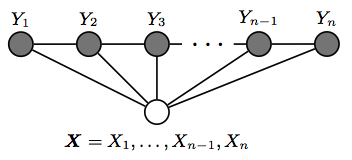 Y₁ Y₂ Y₃ Yₙ₋₁ Yₙ
· · ·
X = X₁, . . . , Xₙ₋₁, Xₙ